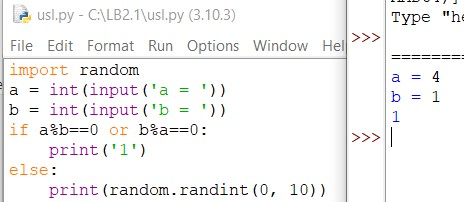 usl.py - C:\LB2.1\usl.py (3.10.3)
File Edit Format Run Options Window
import random
a = int(input('a = '))
b = int(input('b = '))
if a%b==0 or b%a==0:
    print('1')
else:
    print(random.randint(0, 10))
Type "he
>>>
========
a = 4
b = 1
1
>>>